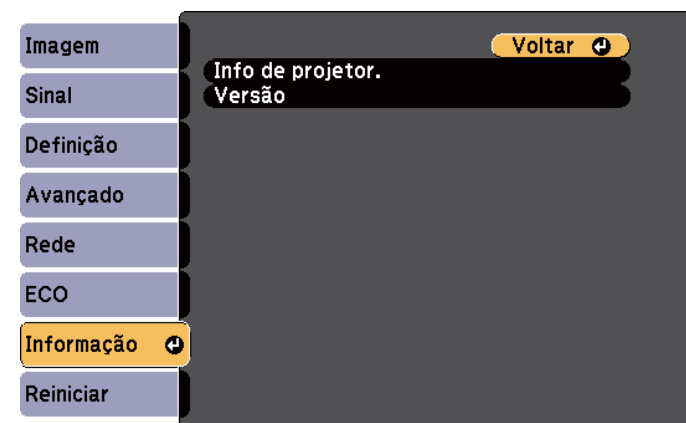 Imagem
Sinal
Definição
Avançado
Rede
ECO
Informação
Reiniciar
Voltar
Info de projetor.
Versão